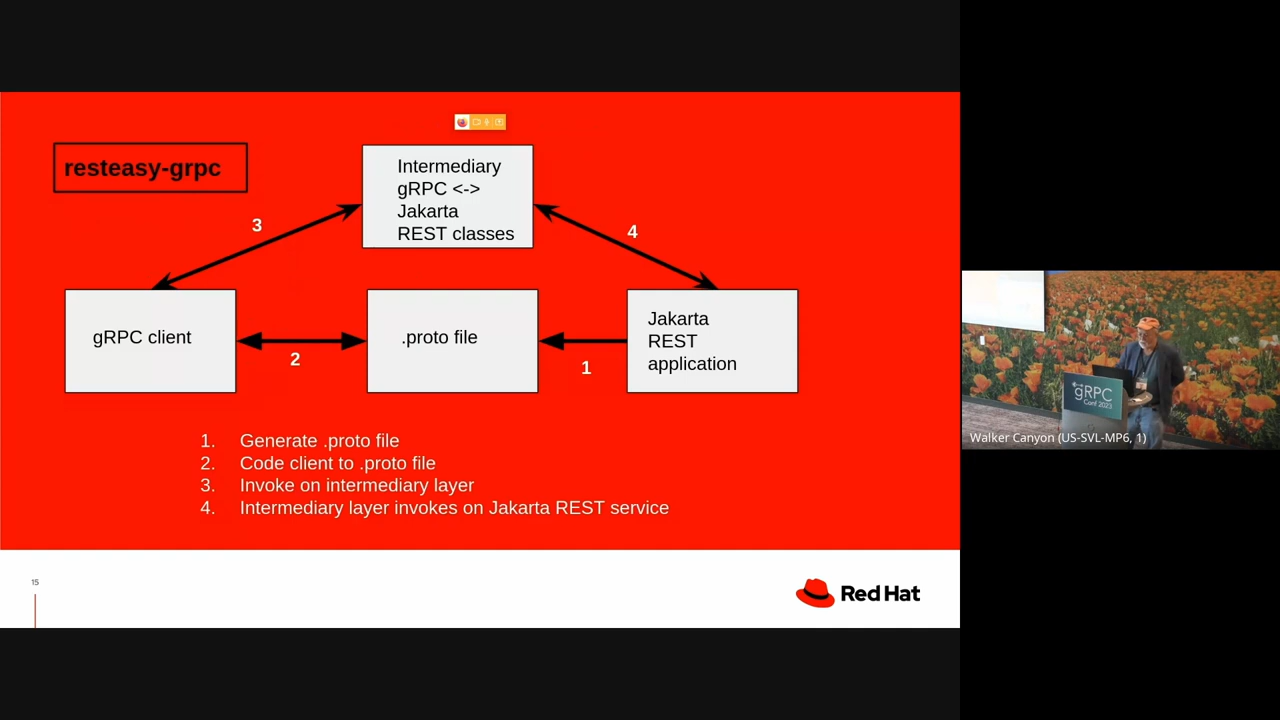 resteasy-grpc
Intermediary
gRPC <->
Jakarta
REST classes
3
4
gRPC client
.proto file
Jakarta
REST
application
2
1
1. Generate .proto file
2. Code client to .proto file
3. Invoke on intermediary layer
4. Intermediary layer invokes on Jakarta REST service
15
Red Hat
gRPC
Conf 2023
Walker Canyon (US-SVL-MP6, 1)